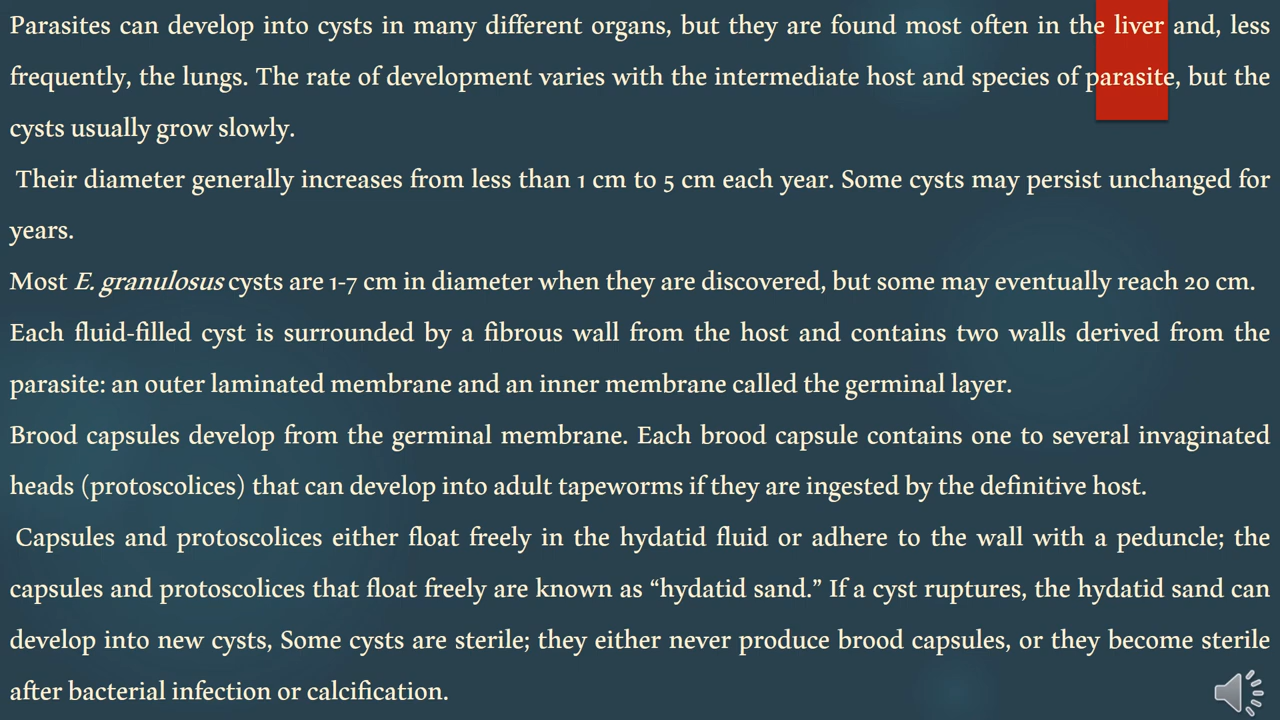 Parasites can develop into cysts in many different organs, but they are found most often in the liver and, less
frequently, the lungs. The rate of development varies with the intermediate host and species of parasite, but the
cysts usually grow slowly.
Their diameter generally increases from less than 1 cm to 5 cm each year. Some cysts may persist unchanged for
years.
Most E. granulosus cysts are 1-7 cm in diameter when they are discovered, but some may eventually reach 20 cm.
Each fluid-filled cyst is surrounded by a fibrous wall from the host and contains two walls derived from the
parasite: an outer laminated membrane and an inner membrane called the germinal layer.
Brood capsules develop from the germinal membrane. Each brood capsule contains one to several invaginated
heads (protoscolices) that can develop into adult tapeworms if they are ingested by the definitive host.
Capsules and protoscolices either float freely in the hydatid fluid or adhere to the wall with a peduncle; the
capsules and protoscolices that float freely are known as “hydatid sand.” If a cyst ruptures, the hydatid sand can
develop into new cysts, Some cysts are sterile; they either never produce brood capsules, or they become sterile
after bacterial infection or calcification.